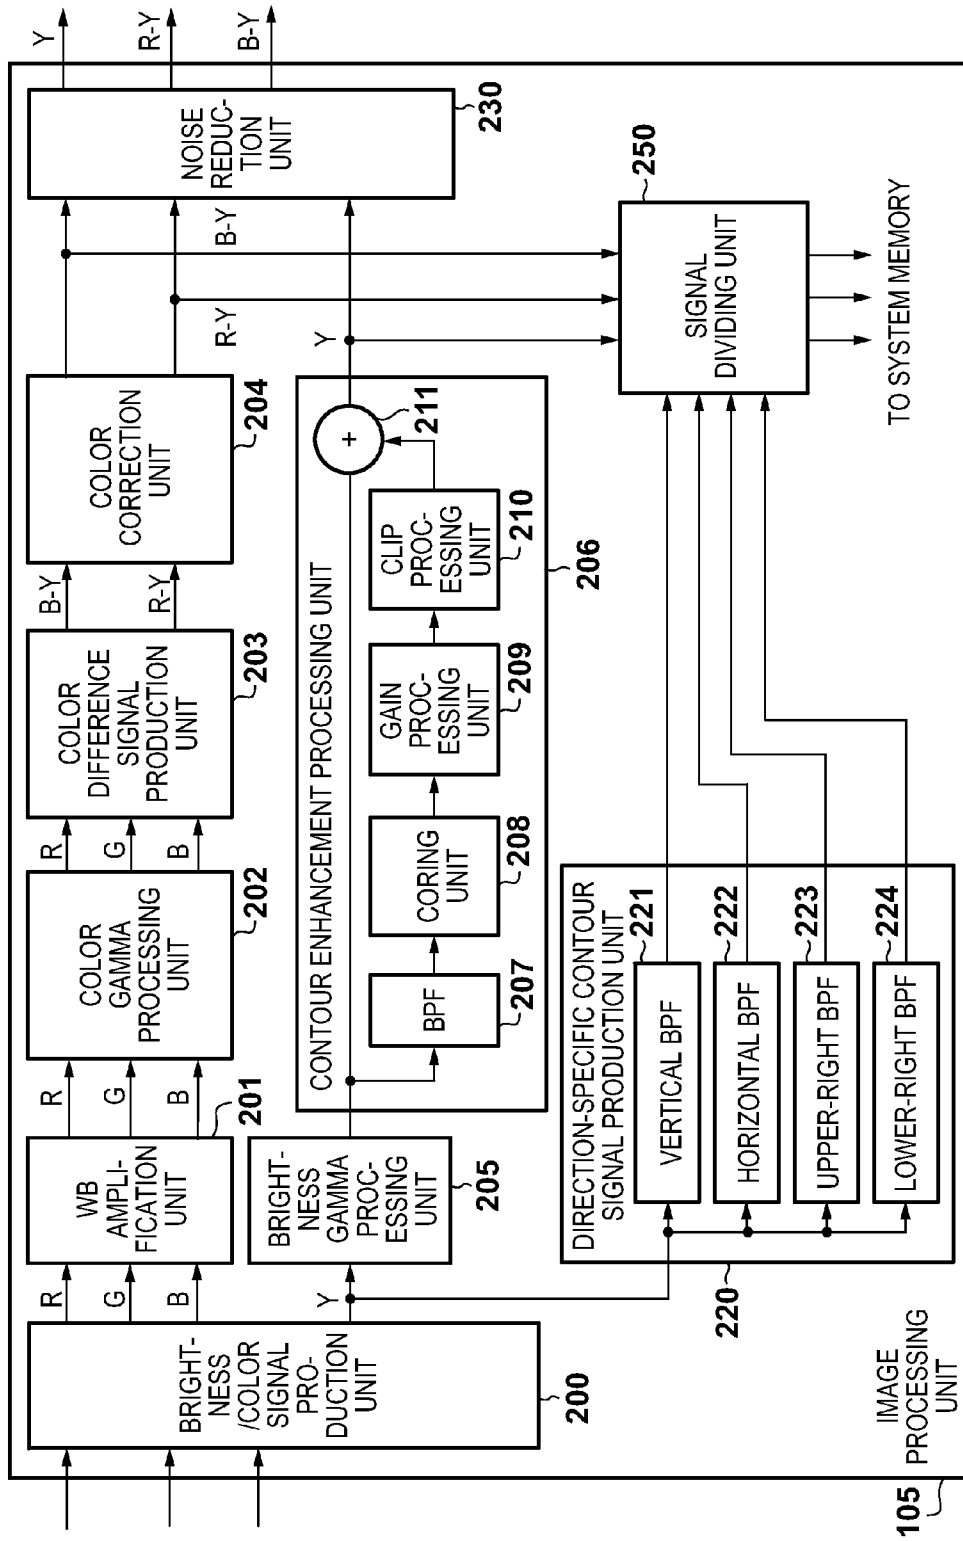 105
IMAGE
PROCESSING
UNIT
BRIGHT-
NESS
/COLOR
SIGNAL
PRO-
DUCTION
UNIT
200
R
G
B
Y
WB
AMPLI-
FICATION
UNIT
201
R
G
B
COLOR
GAMMA
PROCESSING
UNIT
202
R
G
B
COLOR
DIFFERENCE
SIGNAL
PRODUCTION
UNIT
203
B-Y
R-Y
COLOR
CORRECTION
UNIT
204
BRIGHT-
NESS
GAMMA
PROC-
ESSING
UNIT
205
CONTOUR ENHANCEMENT PROCESSING UNIT
206
BPF
207
CORING
UNIT
208
GAIN
PROC-
ESSING
UNIT
209
CLIP
PROC-
ESSING
UNIT
210
+
211
Y
R-Y
B-Y
NOISE
REDUC-
TION
UNIT
230
Y
R-Y
B-Y
DIRECTION-SPECIFIC CONTOUR
SIGNAL PRODUCTION UNIT
220
VERTICAL BPF
221
HORIZONTAL BPF
222
UPPER-RIGHT BPF
223
LOWER-RIGHT BPF
224
SIGNAL
DIVIDING UNIT
250
TO SYSTEM MEMORY